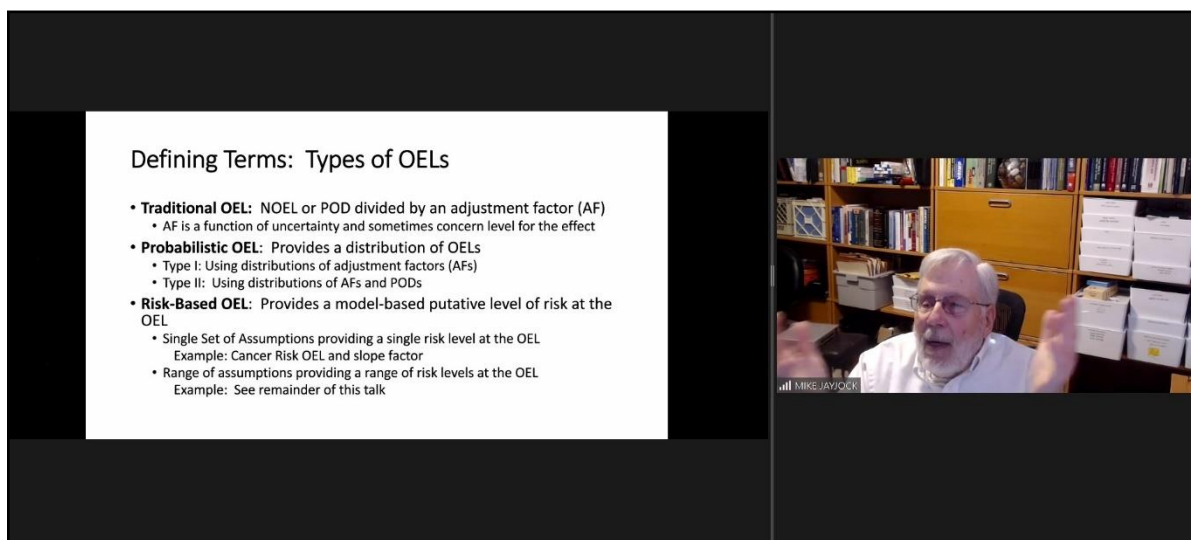 Defining Terms: Types of OELs
• Traditional OEL: NOEL or POD divided by an adjustment factor (AF)
• AF is a function of uncertainty and sometimes concern level for the effect
• Probabilistic OEL: Provides a distribution of OELs
• Type I: Using distributions of adjustment factors (AFs)
• Type II: Using distributions of AFs and PODs
• Risk-Based OEL: Provides a model-based putative level of risk at the
OEL
• Single Set of Assumptions providing a single risk level at the OEL
Example: Cancer Risk OEL and slope factor
• Range of assumptions providing a range of risk levels at the OEL
Example: See remainder of this talk
MIKE JAYJOCK